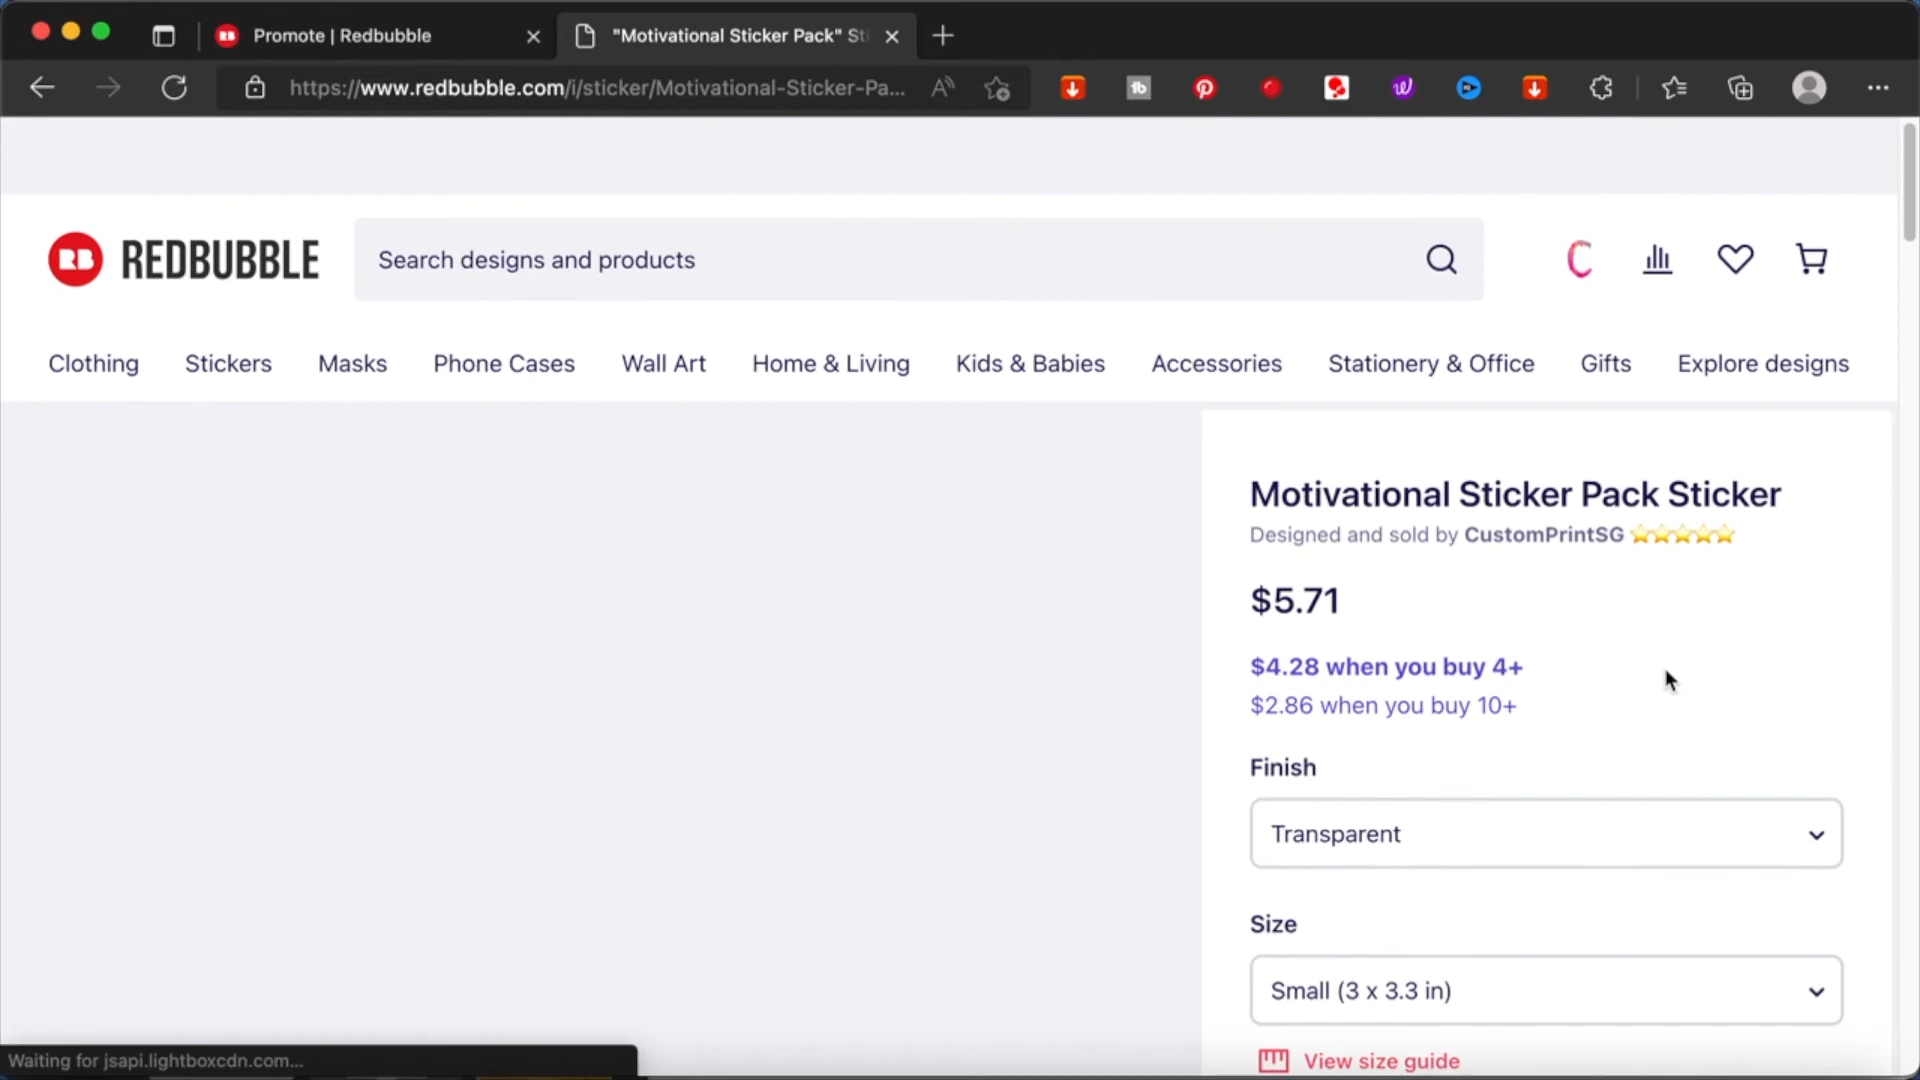 Promote | Redbubble
"Motivational Sticker Pack" Sti
https://www.redbubble.com/i/sticker/Motivational-Sticker-Pa...
RB REDBUBBLE
Search designs and products
Clothing Stickers Masks Phone Cases Wall Art Home & Living Kids & Babies Accessories Stationery & Office Gifts Explore designs
Motivational Sticker Pack Sticker
Designed and sold by CustomPrintSG ⭐⭐⭐⭐⭐
$5.71
$4.28 when you buy 4+
$2.86 when you buy 10+
Finish
Transparent
Size
Small (3 x 3.3 in)
View size guide
Waiting for jsapi.lightboxcdn.com...